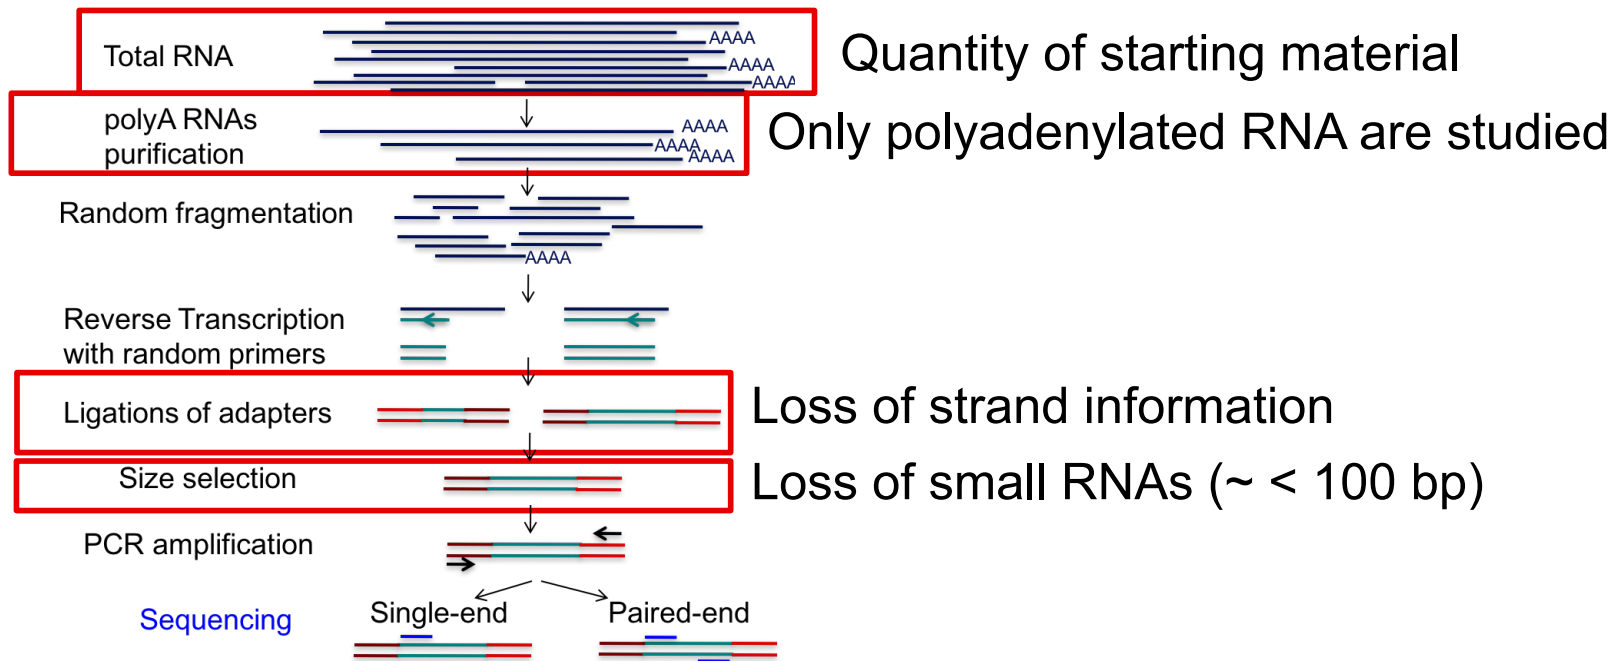 Total RNA
AAAA
AAAA
AAAA
Quantity of starting material
polyA RNAs
purification
AAAA
AAAA
AAAA
Only polyadenylated RNA are studied
Random fragmentation
AAAA
Reverse Transcription
with random primers
Ligations of adapters
Loss of strand information
Size selection
Loss of small RNAs (~ < 100 bp)
PCR amplification
Sequencing
Single-end
Paired-end